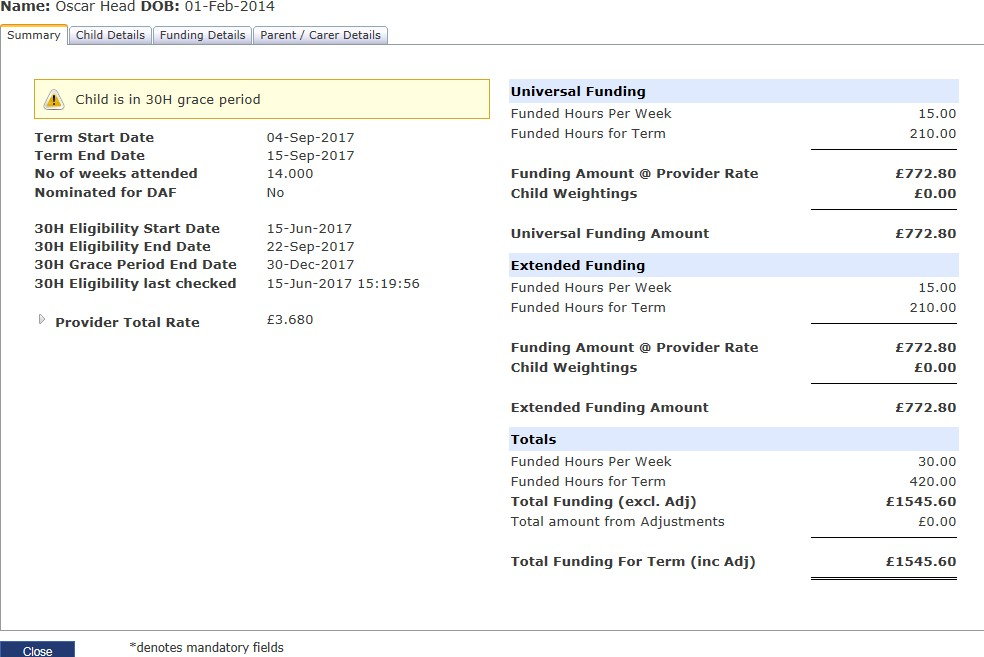 Name: Oscar Head DOB: 01-Feb-2014
Summary Child Details Funding Details Parent / Carer Details
Child is in 30H grace period
Term Start Date 04-Sep-2017
Term End Date 15-Sep-2017
No of weeks attended 14.000
Nominated for DAF No
30H Eligibility Start Date 15-Jun-2017
30H Eligibility End Date 22-Sep-2017
30H Grace Period End Date 30-Dec-2017
30H Eligibility last checked 15-Jun-2017 15:19:56
Provider Total Rate £3.680
Universal Funding
Funded Hours Per Week 15.00
Funded Hours for Term 210.00
Funding Amount @ Provider Rate £772.80
Child Weightings £0.00
Universal Funding Amount £772.80
Extended Funding
Funded Hours Per Week 15.00
Funded Hours for Term 210.00
Funding Amount @ Provider Rate £772.80
Child Weightings £0.00
Extended Funding Amount £772.80
Totals
Funded Hours Per Week 30.00
Funded Hours for Term 420.00
Total Funding (excl. Adj) £1545.60
Total amount from Adjustments £0.00
Total Funding For Term (inc Adj) £1545.60
Close *denotes mandatory fields